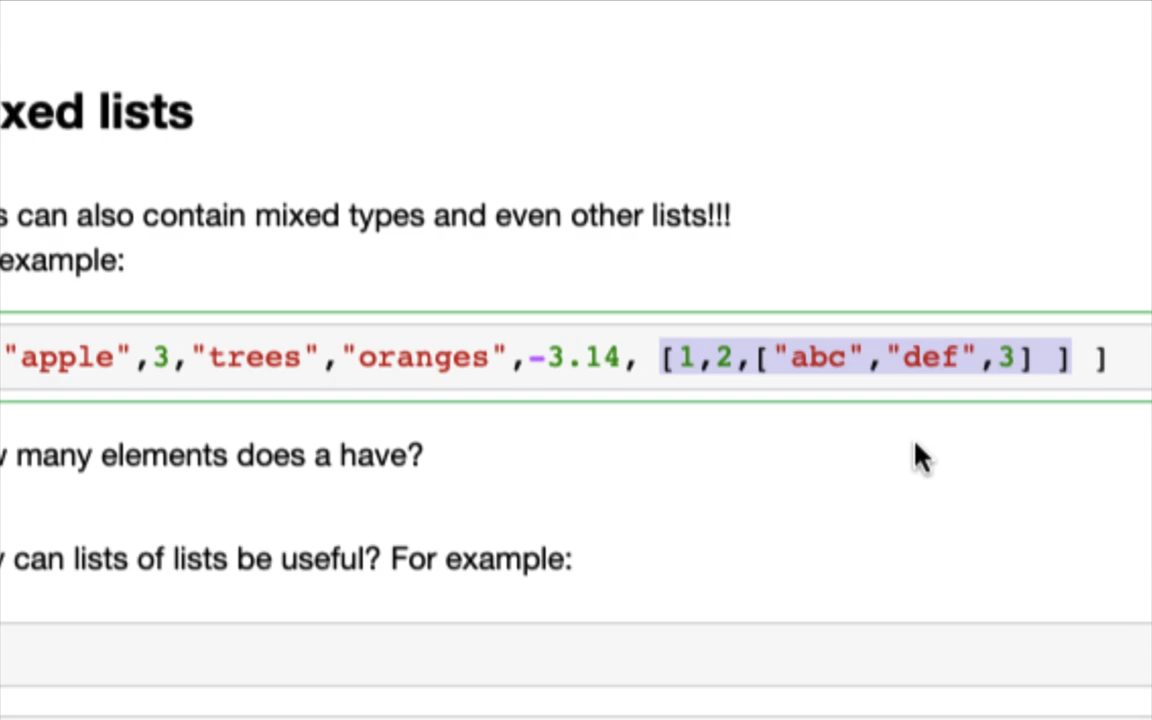 xed lists
s can also contain mixed types and even other lists!!!
example:
"apple",3,"trees","oranges",-3.14, [1,2,["abc","def",3] ] ]
w many elements does a have?
y can lists of lists be useful? For example: